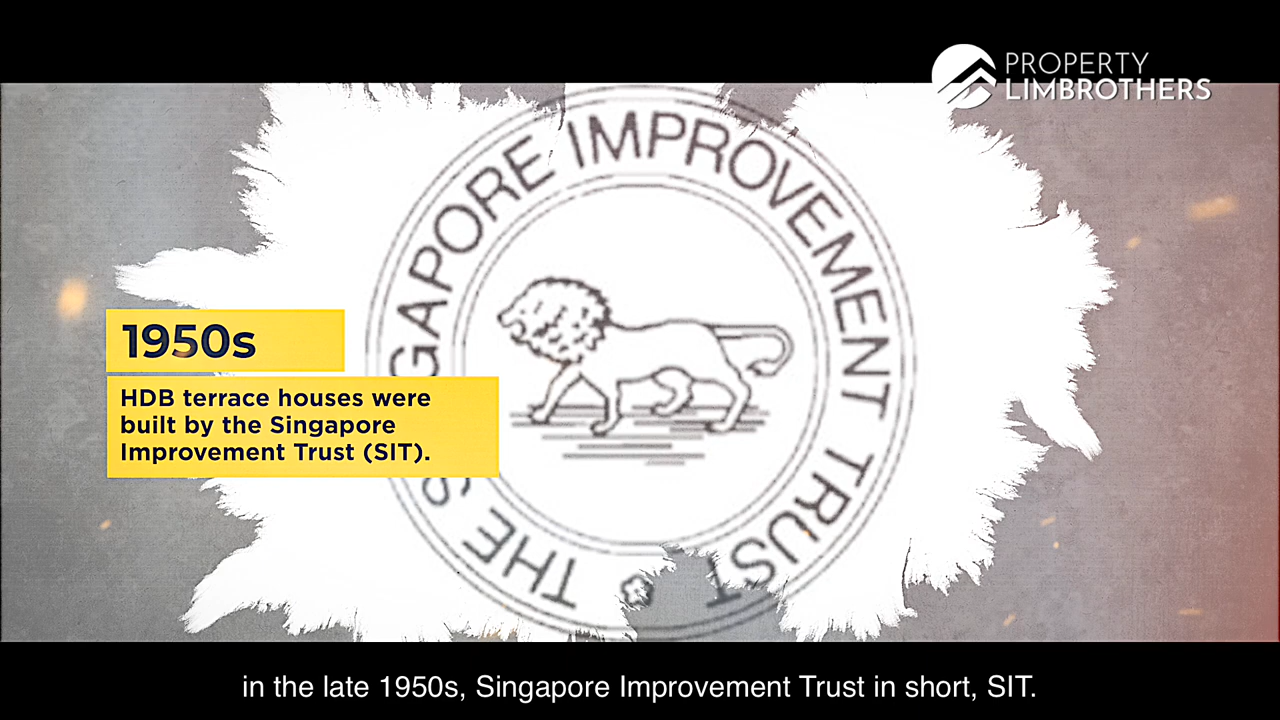 PROPERTY
LIMBROTHERS
THE S GAPORE IMPROVEMENT TRUST
1950s
HDB terrace houses were
built by the Singapore
Improvement Trust (SIT).
in the late 1950s, Singapore Improvement Trust in short, SIT.